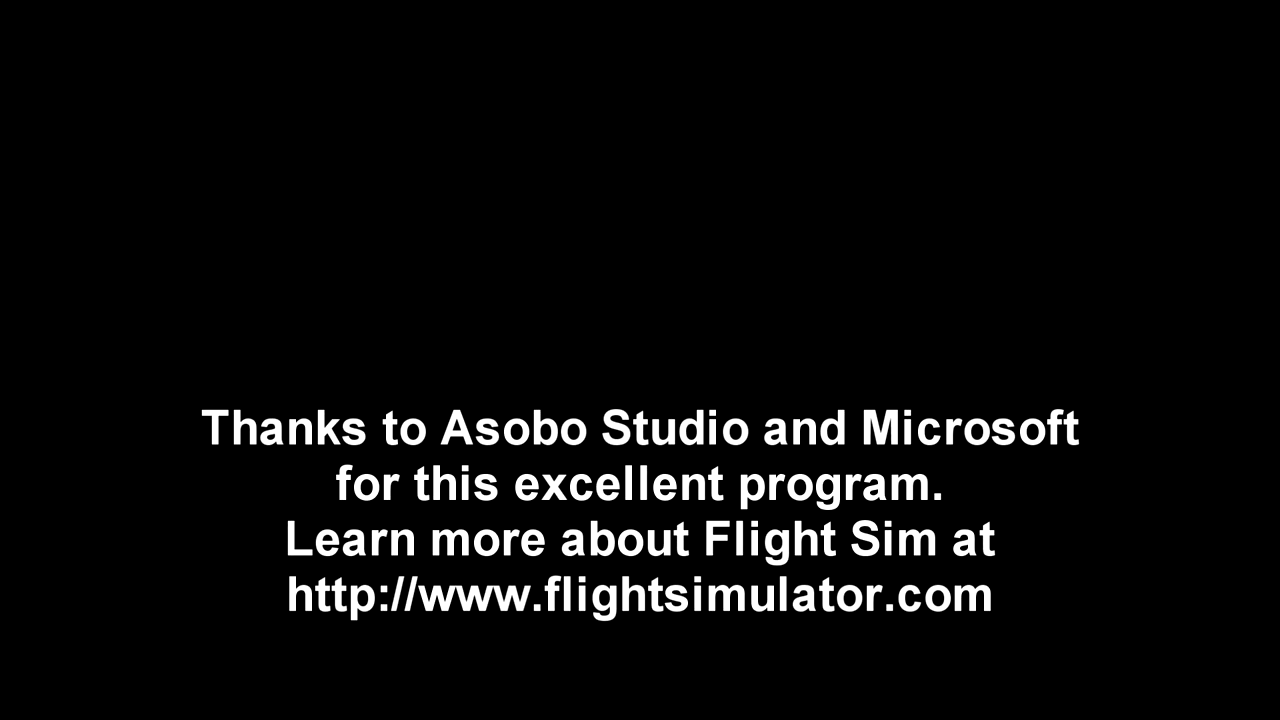 Thanks to Asobo Studio and Microsoft
for this excellent program.
Learn more about Flight Sim at
http://www.flightsimulator.com